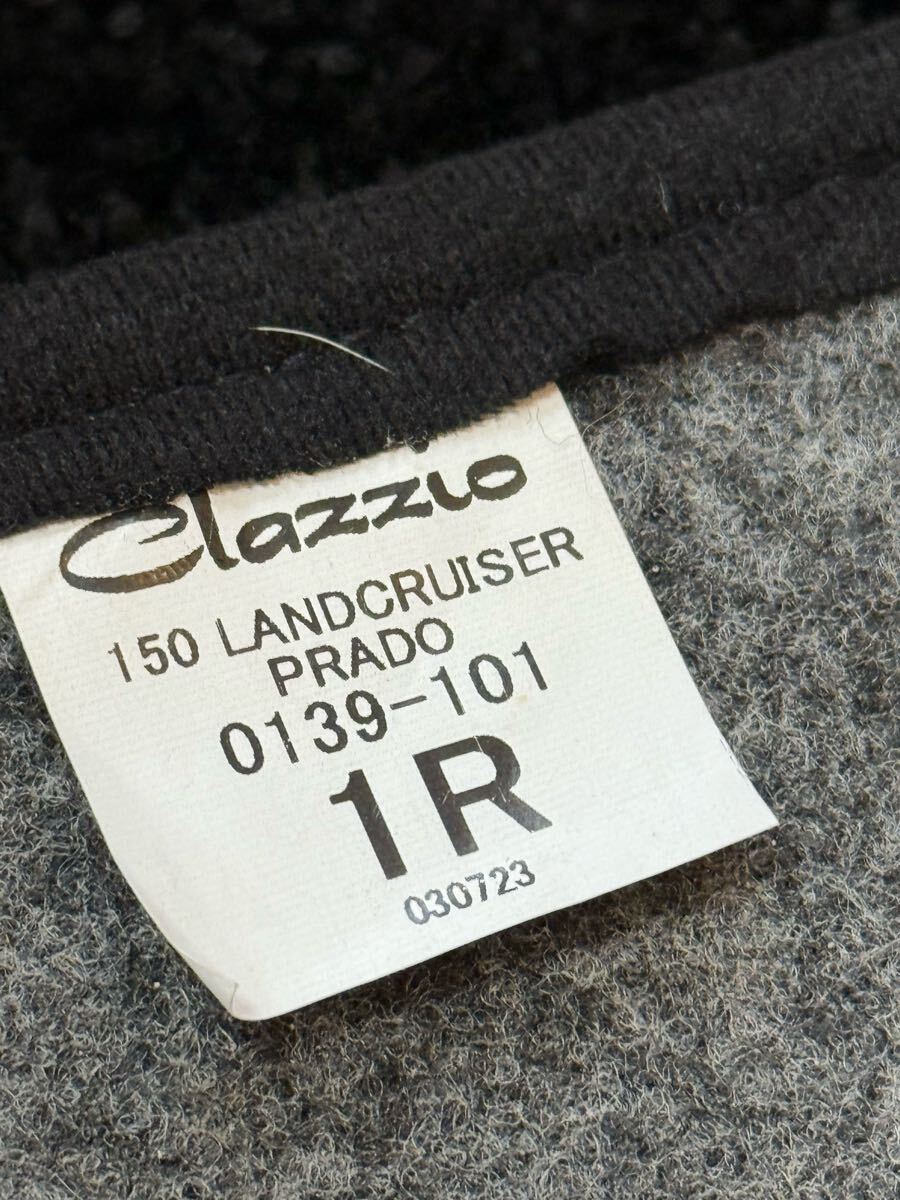 Clazzio
150 LANDCRUISER
PRADO
0139-101
1R
030723